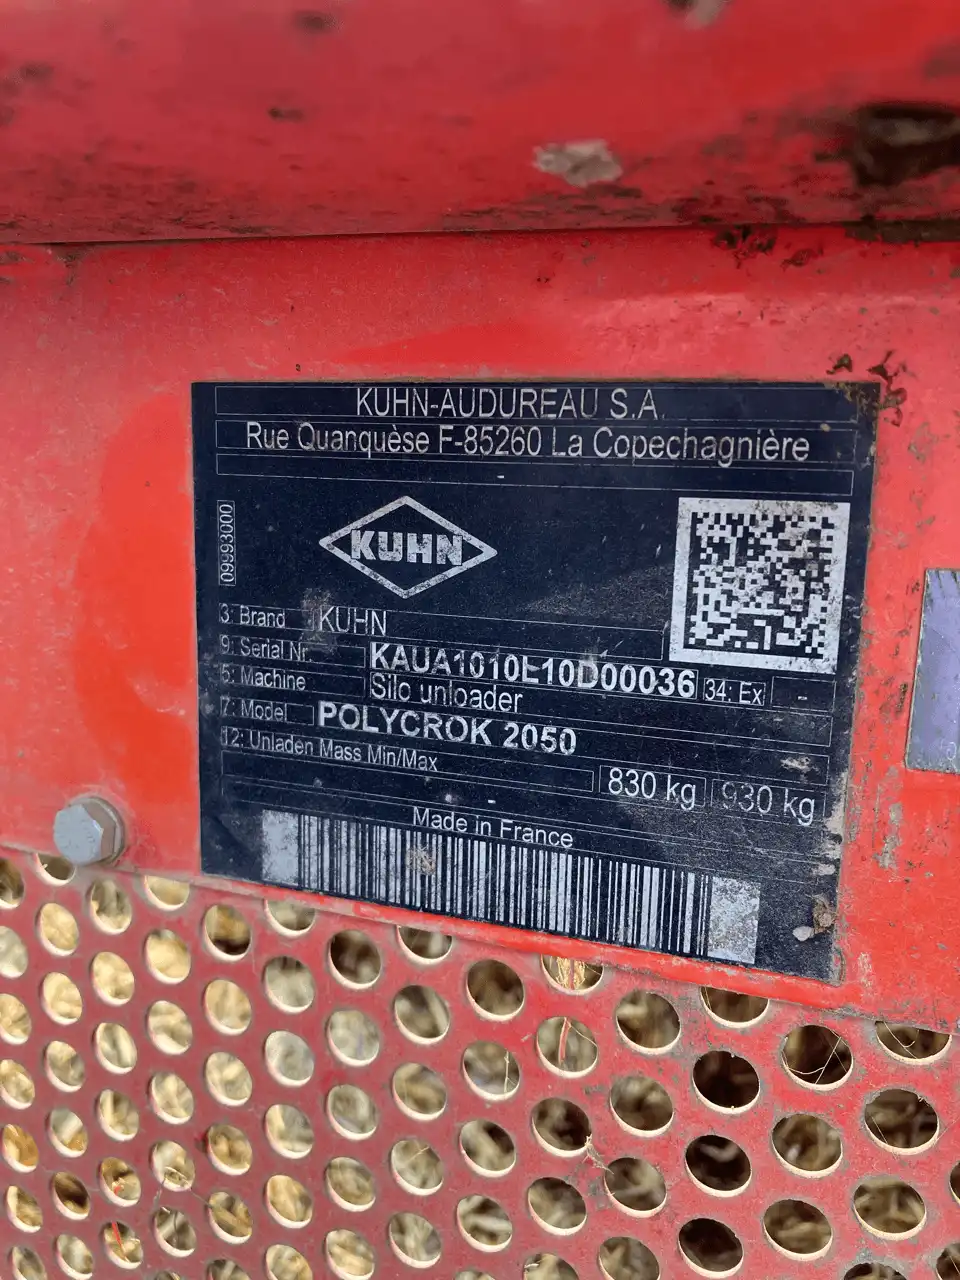 KUHN-AUDUREAU S.A.
Rue Quanquèse F-85260 La Copechagnière
-
09993000
KUHN
3: Brand KUHN
9: Serial Nr. KAUA1010E10D00036 34: Ex -
5: Machine Silo unloader
7: Model POLYCROK 2050
12: Unladen Mass Min/Max
- 830 kg 930 kg
Made in France